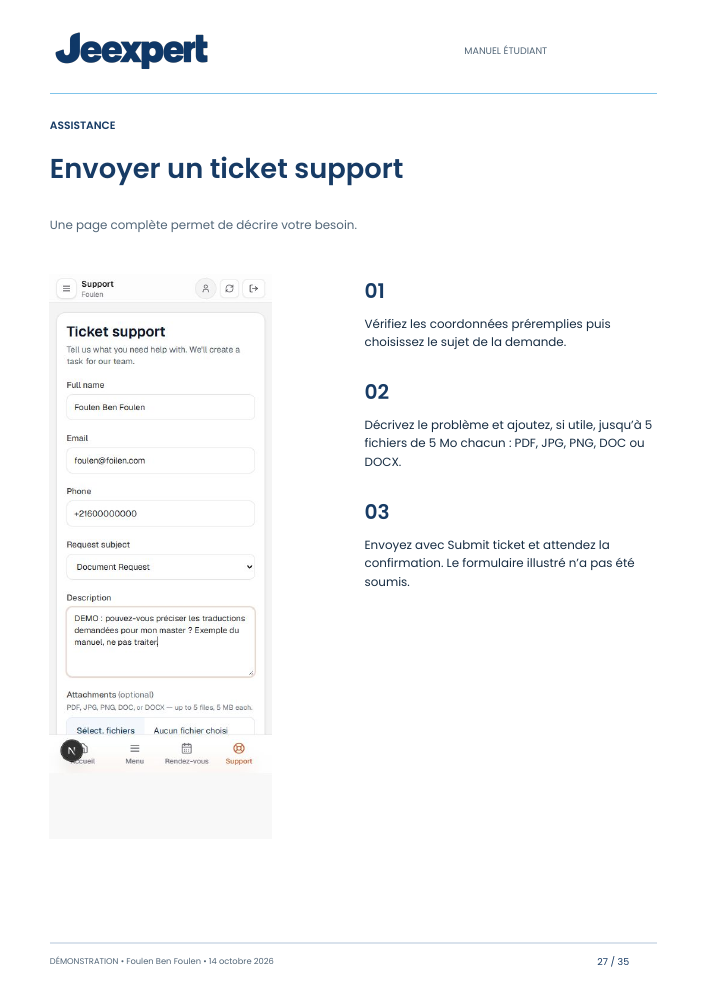 Jeexpert
MANUEL ÉTUDIANT
ASSISTANCE
Envoyer un ticket support
Une page complète permet de décrire votre besoin.
Support
Foulen
Ticket support
Tell us what you need help with. We'll create a
task for our team.
Full name
Foulen Ben Foulen
Email
foulen@foilen.com
Phone
+21600000000
Request subject
Document Request
Description
DEMO : pouvez-vous préciser les traductions
demandées pour mon master ? Exemple du
manuel, ne pas traiter
Attachments (optional)
PDF, JPG, PNG, DOC, or DOCX — up to 5 files, 5 MB each.
Sélect. fichiers
Aucun fichier choisi
N
Menu
Rendez-vous
Support
01
Vérifiez les coordonnées préremplies puis
choisissez le sujet de la demande.
02
Décrivez le problème et ajoutez, si utile, jusqu’à 5
fichiers de 5 Mo chacun : PDF, JPG, PNG, DOC ou
DOCX.
03
Envoyez avec Submit ticket et attendez la
confirmation. Le formulaire illustré n’a pas été
soumis.
DÉMONSTRATION • Foulen Ben Foulen • 14 octobre 2026
27 / 35